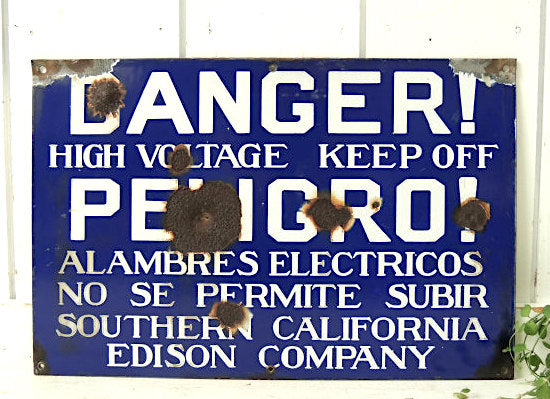 DANGER!
HIGH VOLTAGE KEEP OFF
PELIGRO!
ALAMBRES ELECTRICOS
NO SE PERMITE SUBIR
SOUTHERN CALIFORNIA
EDISON COMPANY